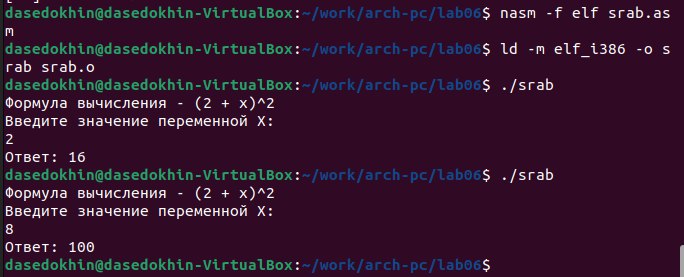 dasedokhin@dasedokhin-VirtualBox:~/work/arch-pc/lab06$ nasm -f elf srab.as
m
dasedokhin@dasedokhin-VirtualBox:~/work/arch-pc/lab06$ ld -m elf_i386 -o s
rab srab.o
dasedokhin@dasedokhin-VirtualBox:~/work/arch-pc/lab06$ ./srab
Формула вычисления - (2 + x)^2
Введите значение переменной X:
2
Ответ: 16
dasedokhin@dasedokhin-VirtualBox:~/work/arch-pc/lab06$ ./srab
Формула вычисления - (2 + x)^2
Введите значение переменной X:
8
Ответ: 100
dasedokhin@dasedokhin-VirtualBox:~/work/arch-pc/lab06$